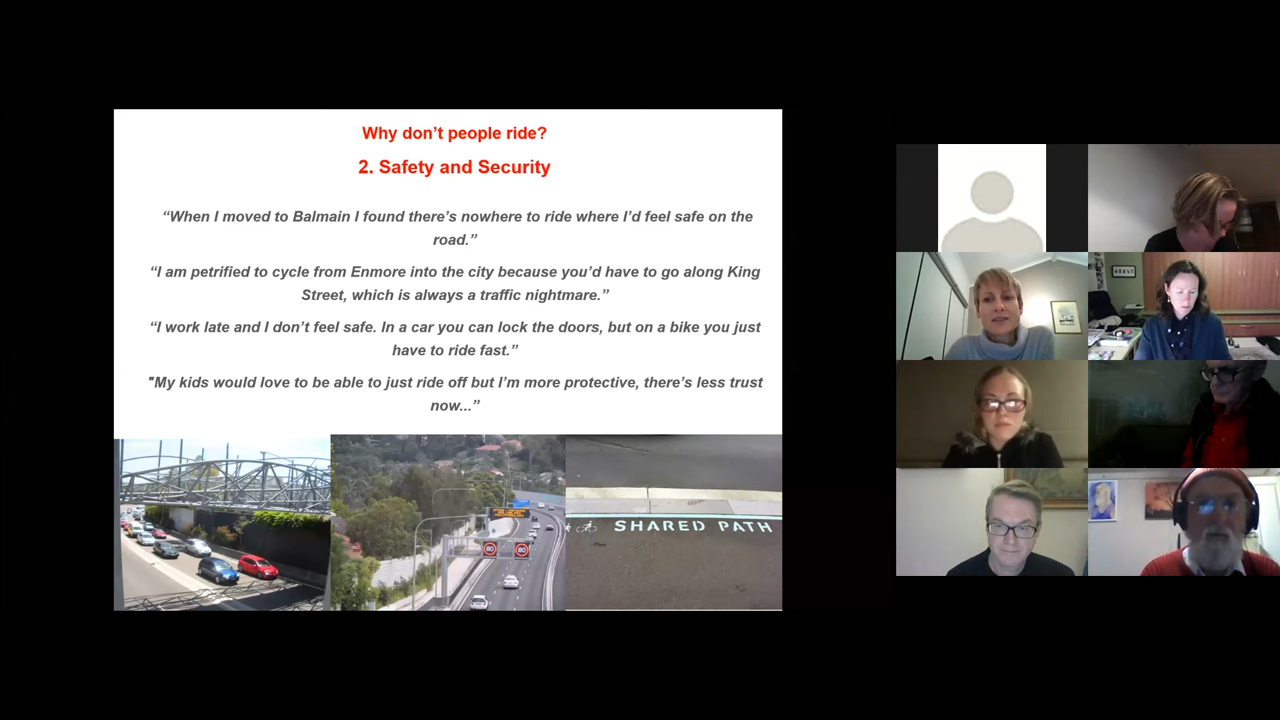 Why don’t people ride?
2. Safety and Security
“When I moved to Balmain I found there’s nowhere to ride where I’d feel safe on the
road.”
“I am petrified to cycle from Enmore into the city because you’d have to go along King
Street, which is always a traffic nightmare.”
“I work late and I don’t feel safe. In a car you can lock the doors, but on a bike you just
have to ride fast.”
"My kids would love to be able to just ride off but I’m more protective, there’s less trust
now...”
80 80
SHARED PATH